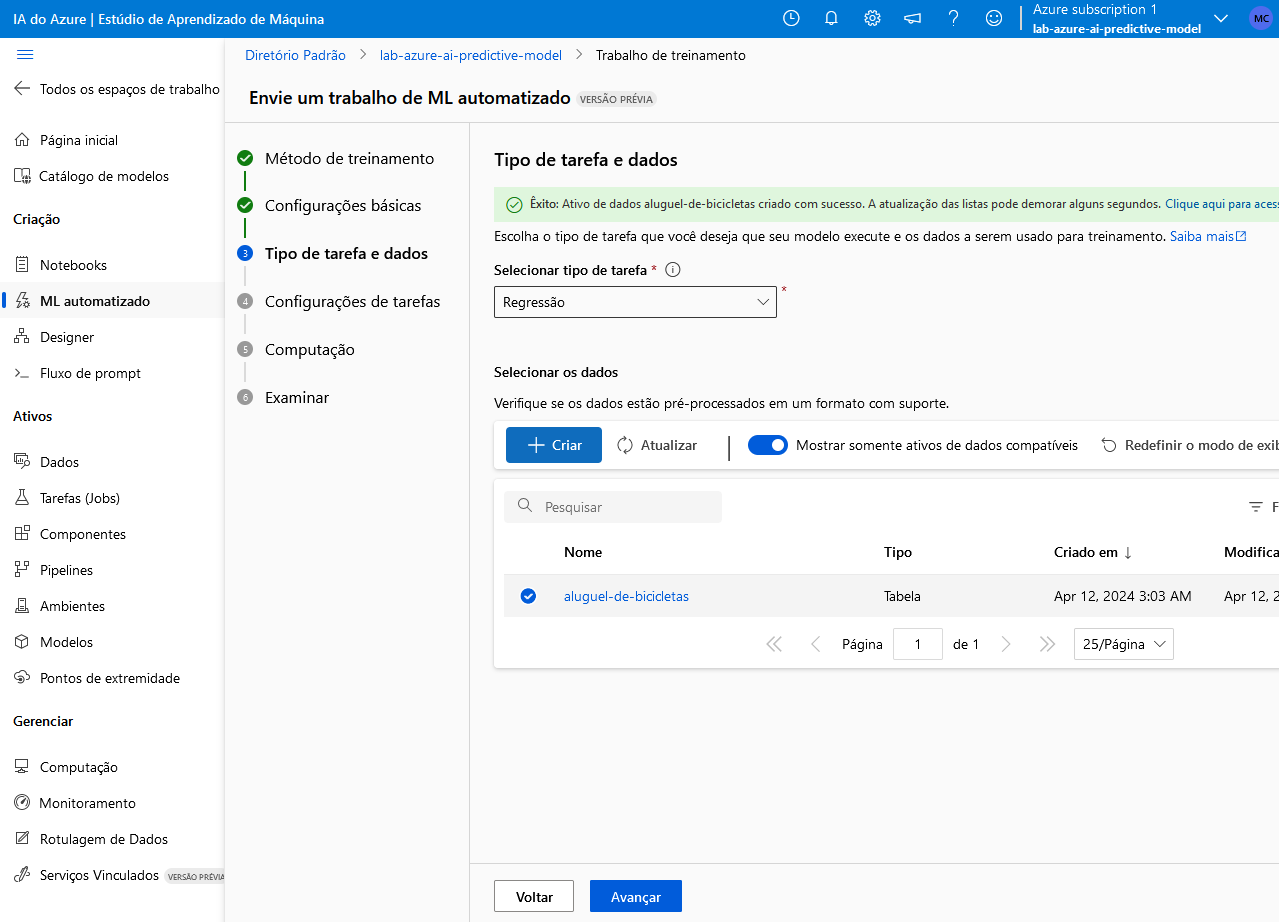 IA do Azure | Estúdio de Aprendizado de Máquina
Azure subscription 1
lab-azure-ai-predictive-model
MC
Todos os espaços de trabalho
Página inicial
Catálogo de modelos
Criação
Notebooks
ML automatizado
Designer
Fluxo de prompt
Ativos
Dados
Tarefas (Jobs)
Componentes
Pipelines
Ambientes
Modelos
Pontos de extremidade
Gerenciar
Computação
Monitoramento
Rotulagem de Dados
Serviços Vinculados VERSÃO PRÉVIA
Diretório Padrão > lab-azure-ai-predictive-model > Trabalho de treinamento
Envie um trabalho de ML automatizado VERSÃO PRÉVIA
Método de treinamento
Configurações básicas
3 Tipo de tarefa e dados
4 Configurações de tarefas
5 Computação
6 Examinar
Tipo de tarefa e dados
Êxito: Ativo de dados aluguel-de-bicicletas criado com sucesso. A atualização das listas pode demorar alguns segundos. Clique aqui para aces
Escolha o tipo de tarefa que você deseja que seu modelo execute e os dados a serem usado para treinamento. Saiba mais
Selecionar tipo de tarefa *
Regressão *
Selecionar os dados
Verifique se os dados estão pré-processados em um formato com suporte.
Criar Atualizar | Mostrar somente ativos de dados compatíveis Redefinir o modo de exib
Pesquisar F
Nome Tipo Criado em ↓ Modifica
aluguel-de-bicicletas Tabela Apr 12, 2024 3:03 AM Apr 12, 2
Página 1 de 1 25/Página
Voltar Avançar